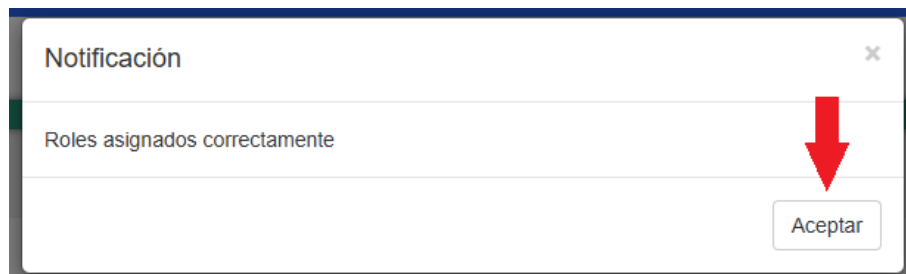 Notificación
×
Roles asignados correctamente
Aceptar